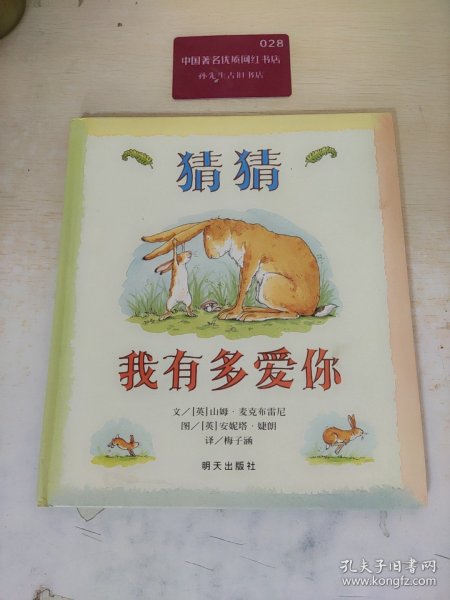 028
中国著名优质网红书店
孙先生古旧书店
猜猜
我有多爱你
文／[英]山姆·麦克布雷尼
图／[英]安妮塔·婕朗
译／梅子涵
明天出版社
孔夫子旧书网
www.kongfz.com